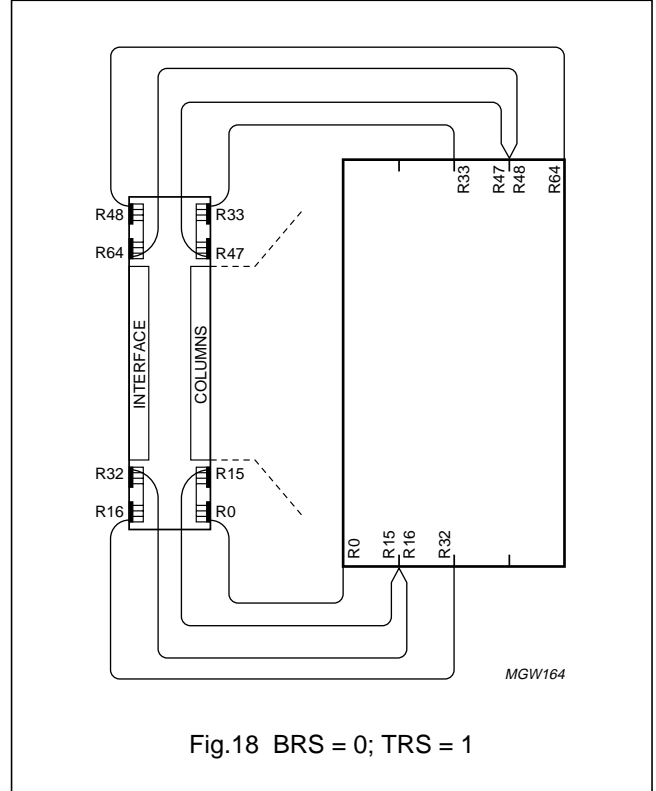 R33
R47
R48
R64
R48
R33
R64
R47
INTERFACE
COLUMNS
R32
R15
R16
R0
R0
R15
R16
R32
MGW164
Fig.18 BRS = 0; TRS = 1